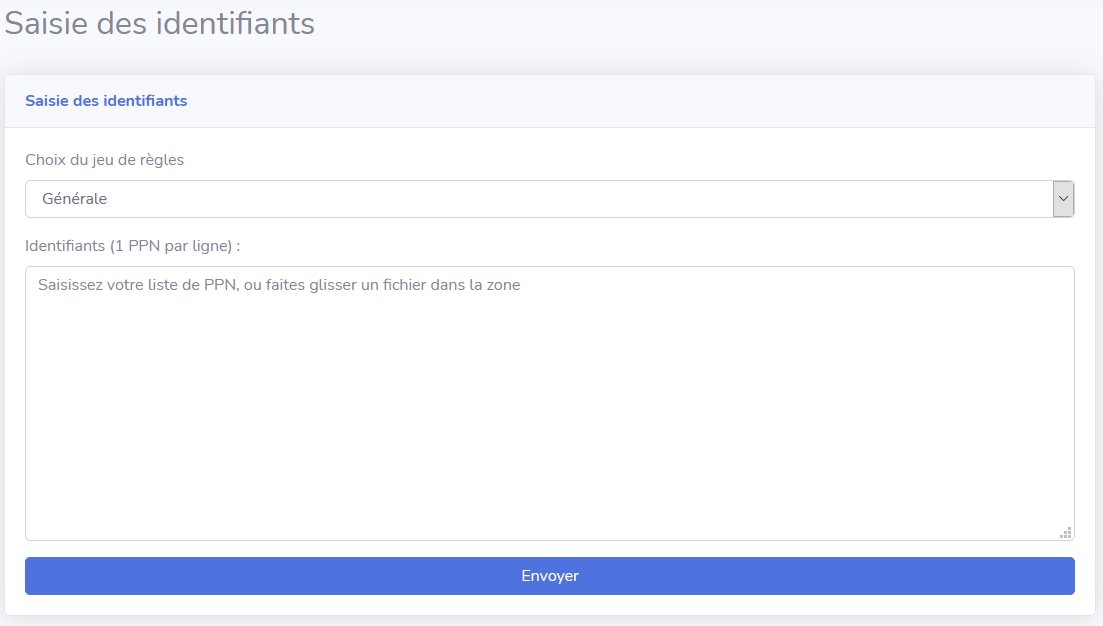 Saisie des identifiants
Saisie des identifiants
Choix du jeu de règles
Générale
Identifiants (1 PPN par ligne) :
Saisissez votre liste de PPN, ou faites glisser un fichier dans la zone
Envoyer